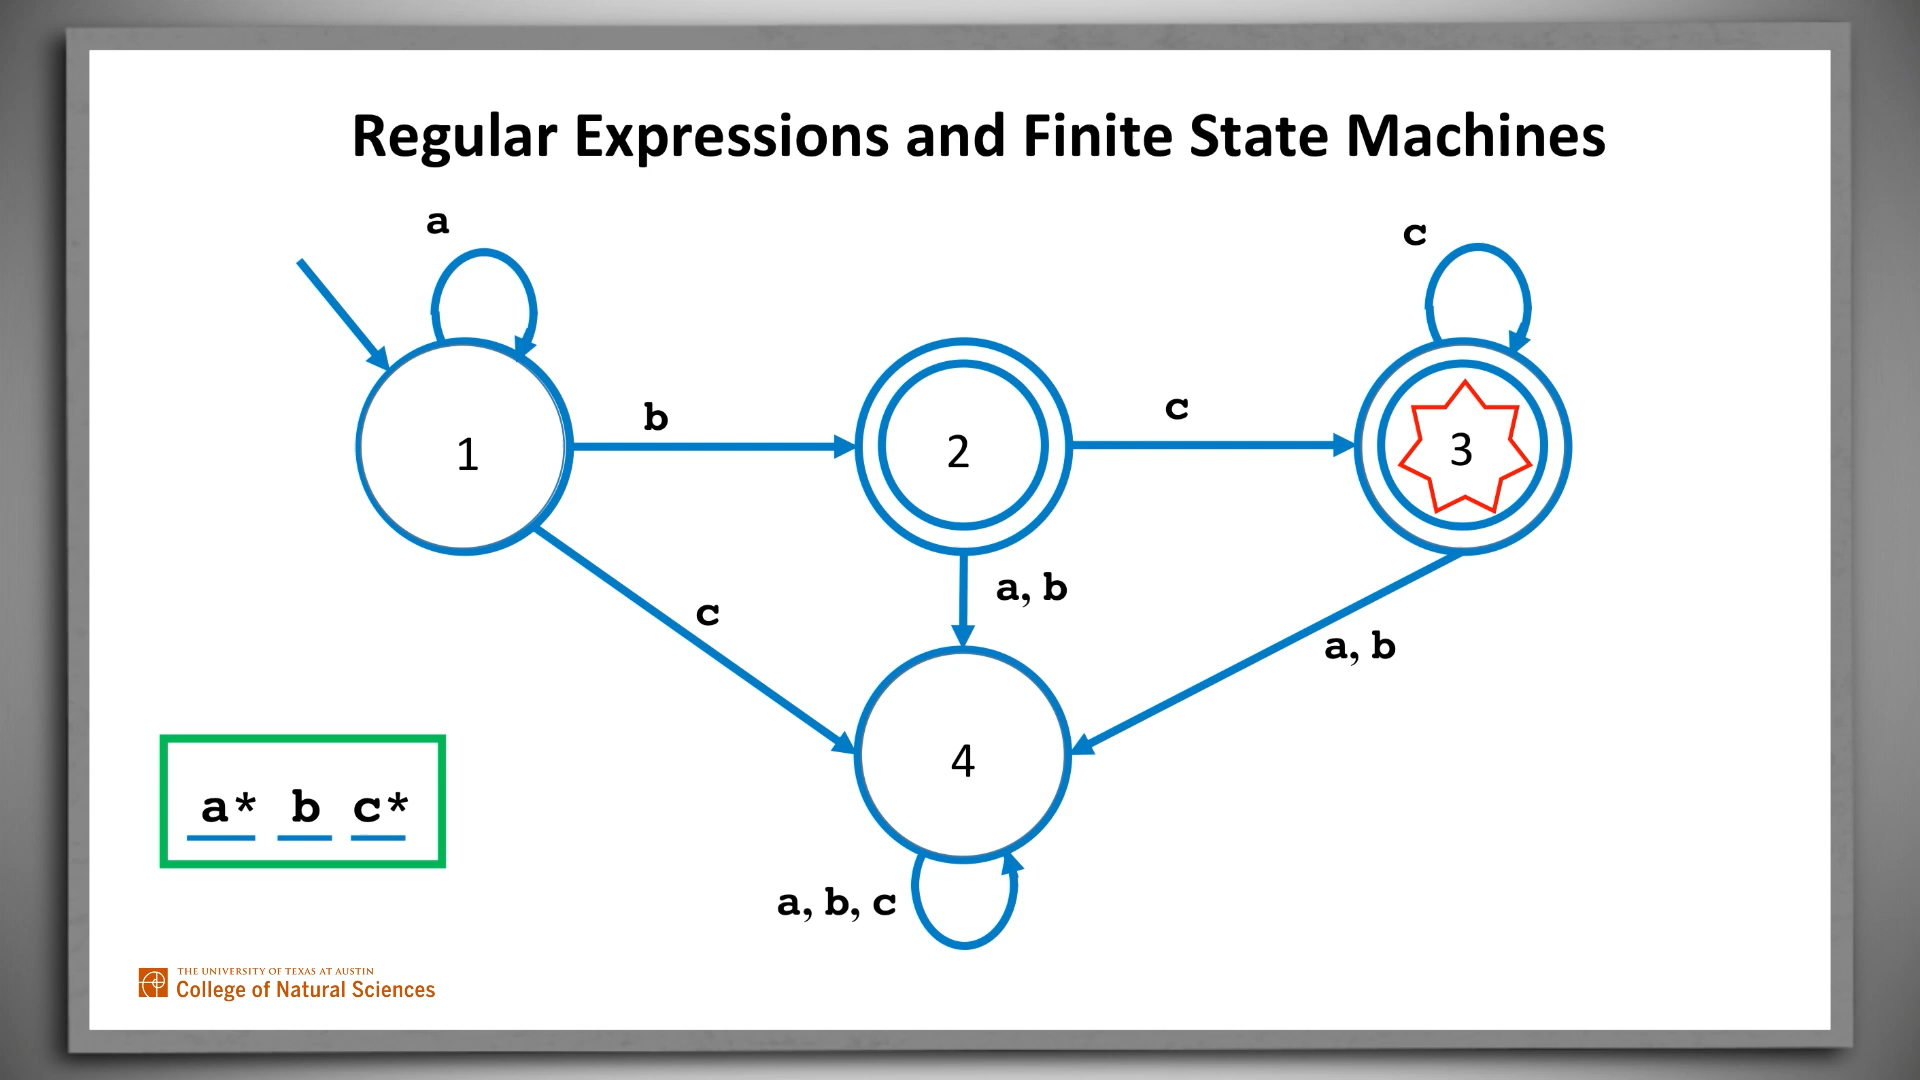 Regular Expressions and Finite State Machines
a
c
b
c
1
2
3
a, b
c
a, b
4
a* b c*
a, b, c
THE UNIVERSITY OF TEXAS AT AUSTIN
College of Natural Sciences